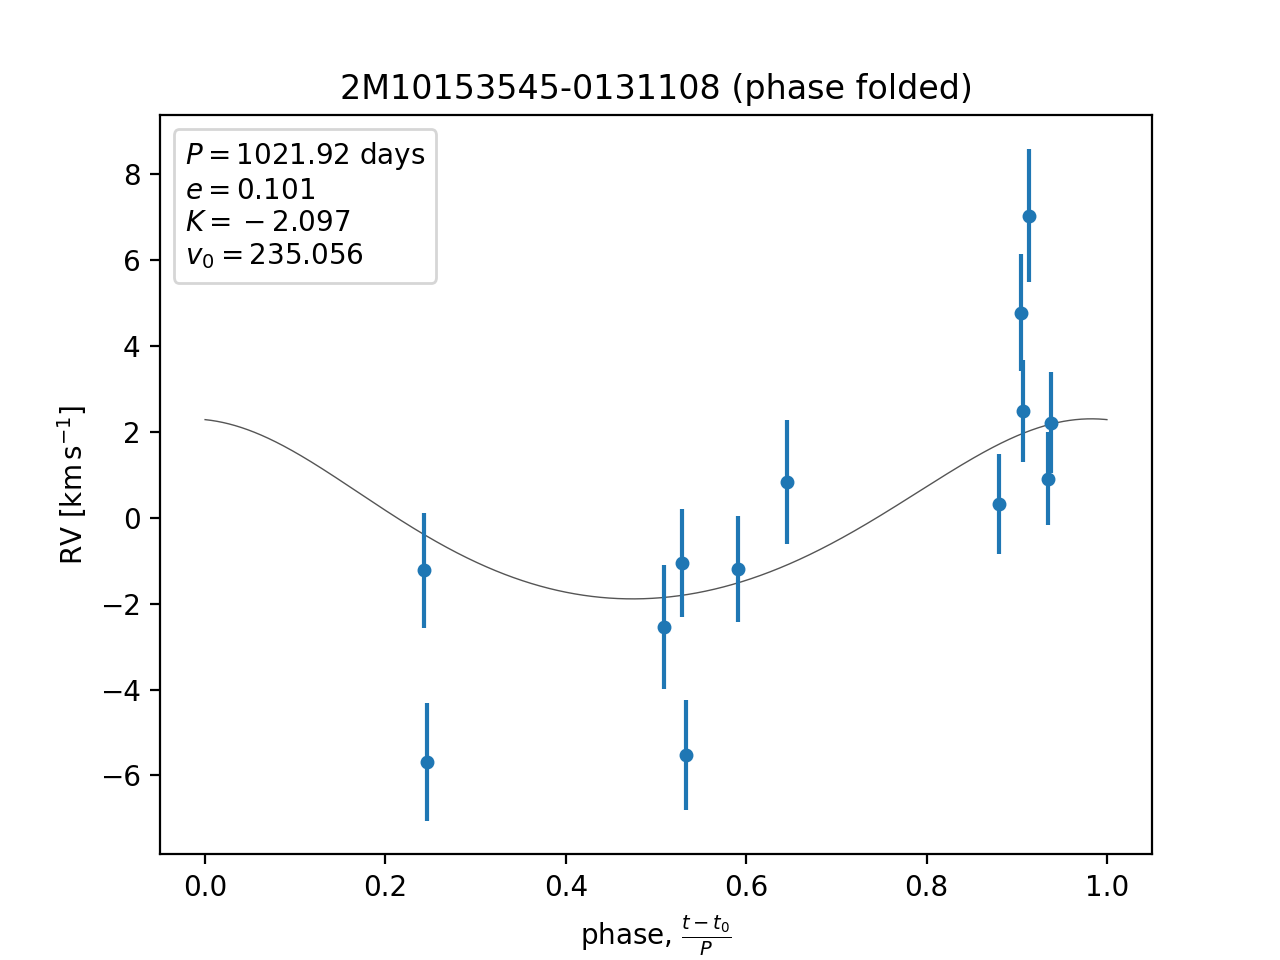 2M10153545-0131108 (phase folded)
P = 1021.92 days
e = 0.101
K = −2.097
v₀ = 235.056
8
6
4
2
0
−2
−4
−6
RV [km s⁻¹]
0.0 0.2 0.4 0.6 0.8 1.0
phase, (t − t₀)/P